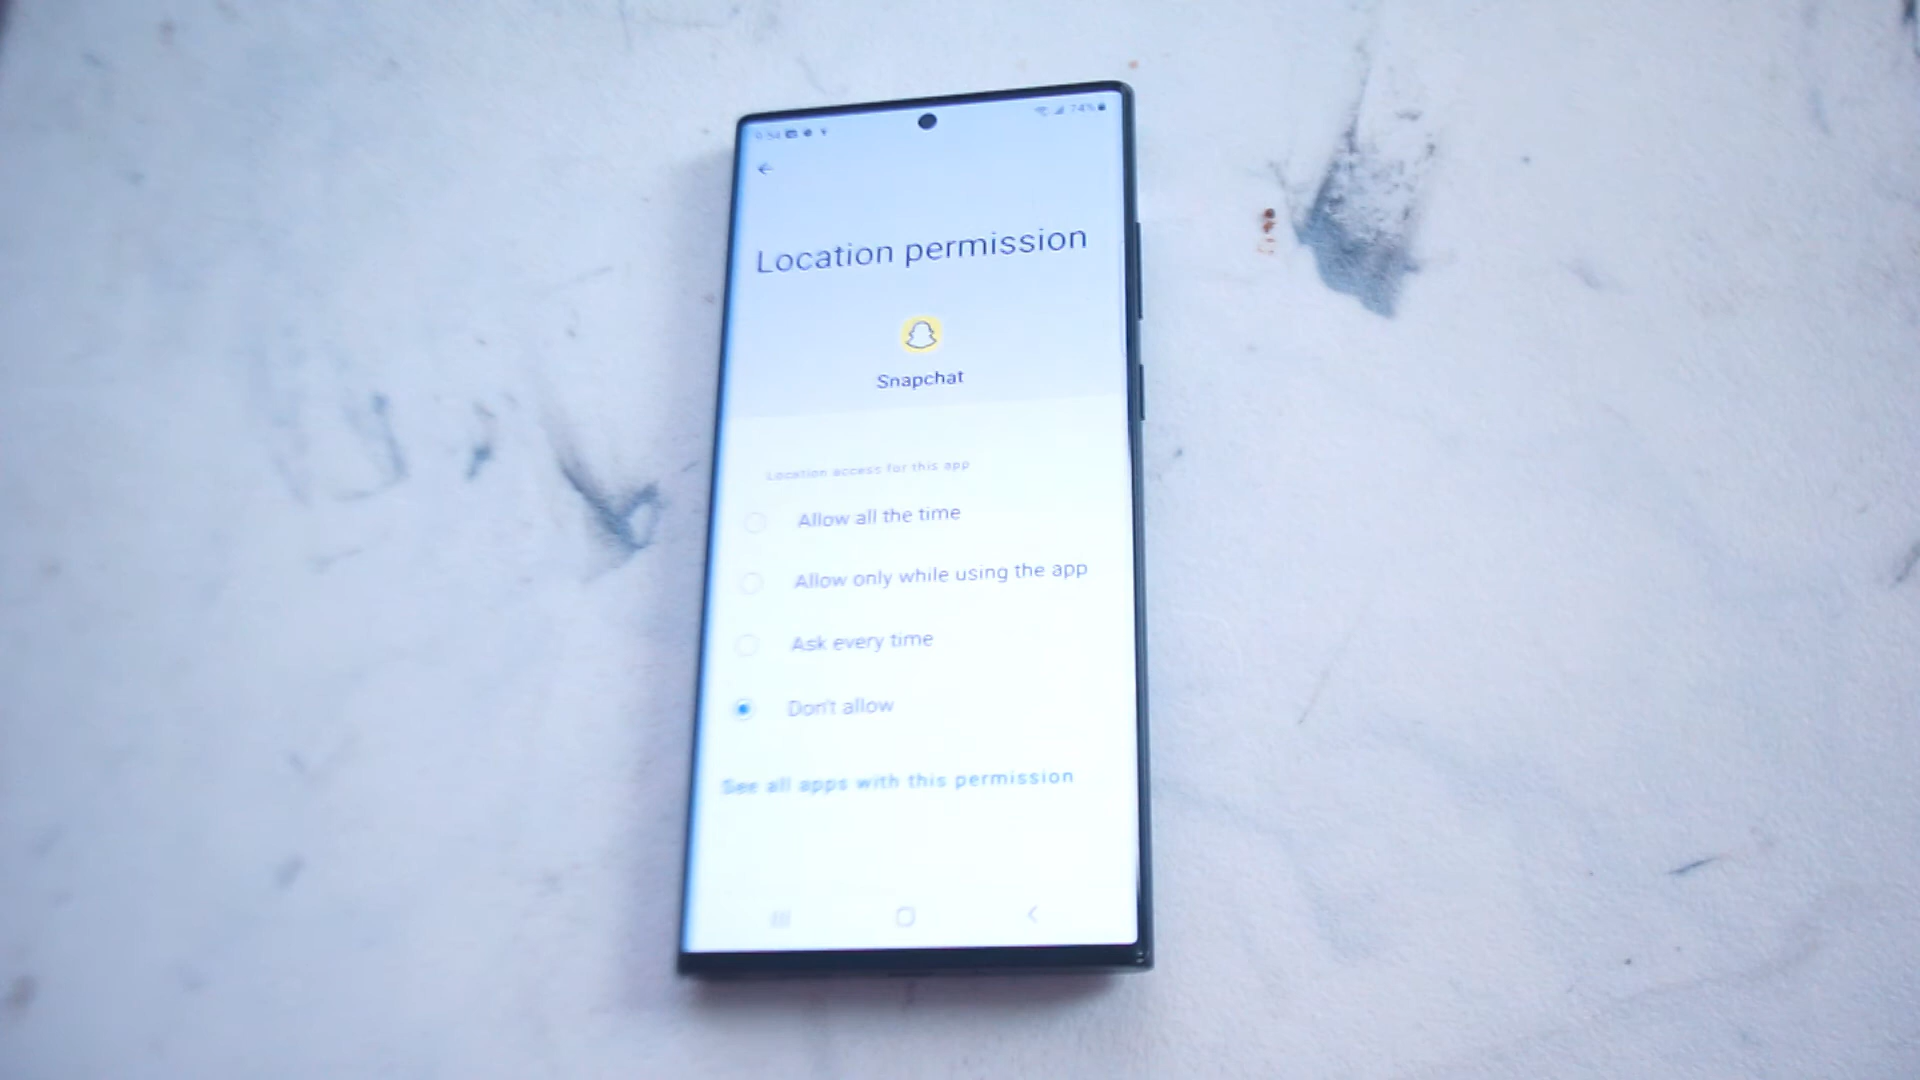 74%
Location permission
Snapchat
Location access for this app
Allow all the time
Allow only while using the app
Ask every time
Don't allow
See all apps with this permission